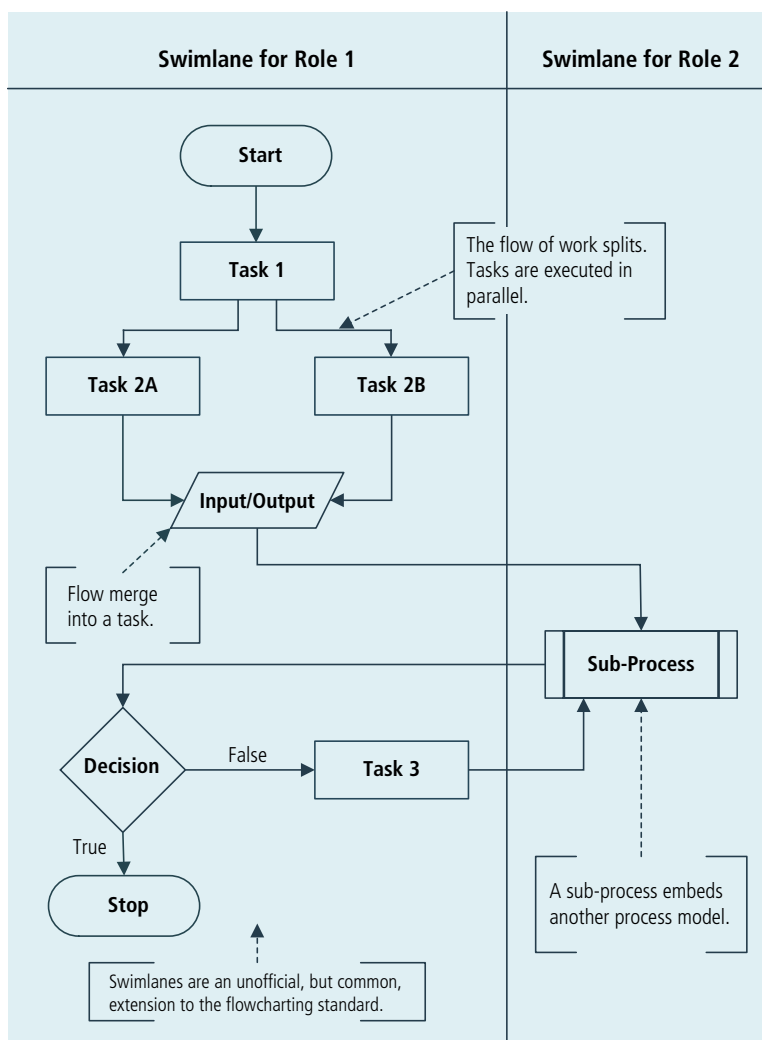 Swimlane for Role 1
Swimlane for Role 2
Start
Task 1
The flow of work splits.
Tasks are executed in
parallel.
Task 2A
Task 2B
Input/Output
Flow merge
into a task.
Sub-Process
Decision
False
Task 3
True
Stop
A sub-process embeds
another process model.
Swimlanes are an unofficial, but common,
extension to the flowcharting standard.